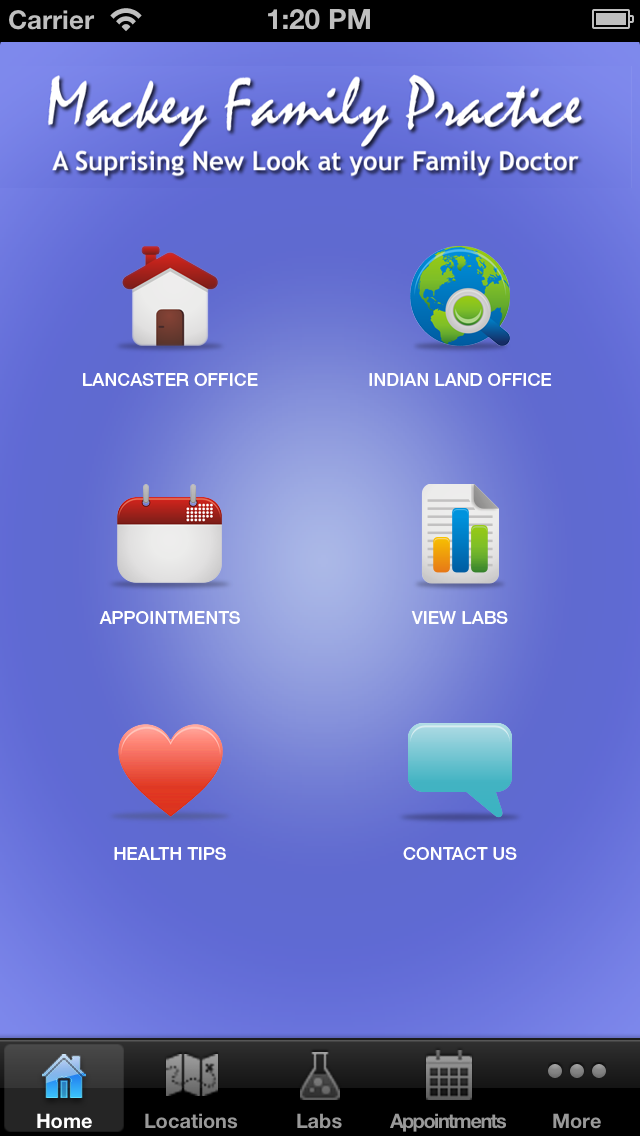 Carrier 1:20 PM
Mackey Family Practice
A Suprising New Look at your Family Doctor
LANCASTER OFFICE INDIAN LAND OFFICE
APPOINTMENTS VIEW LABS
HEALTH TIPS CONTACT US
Home Locations Labs Appointments More